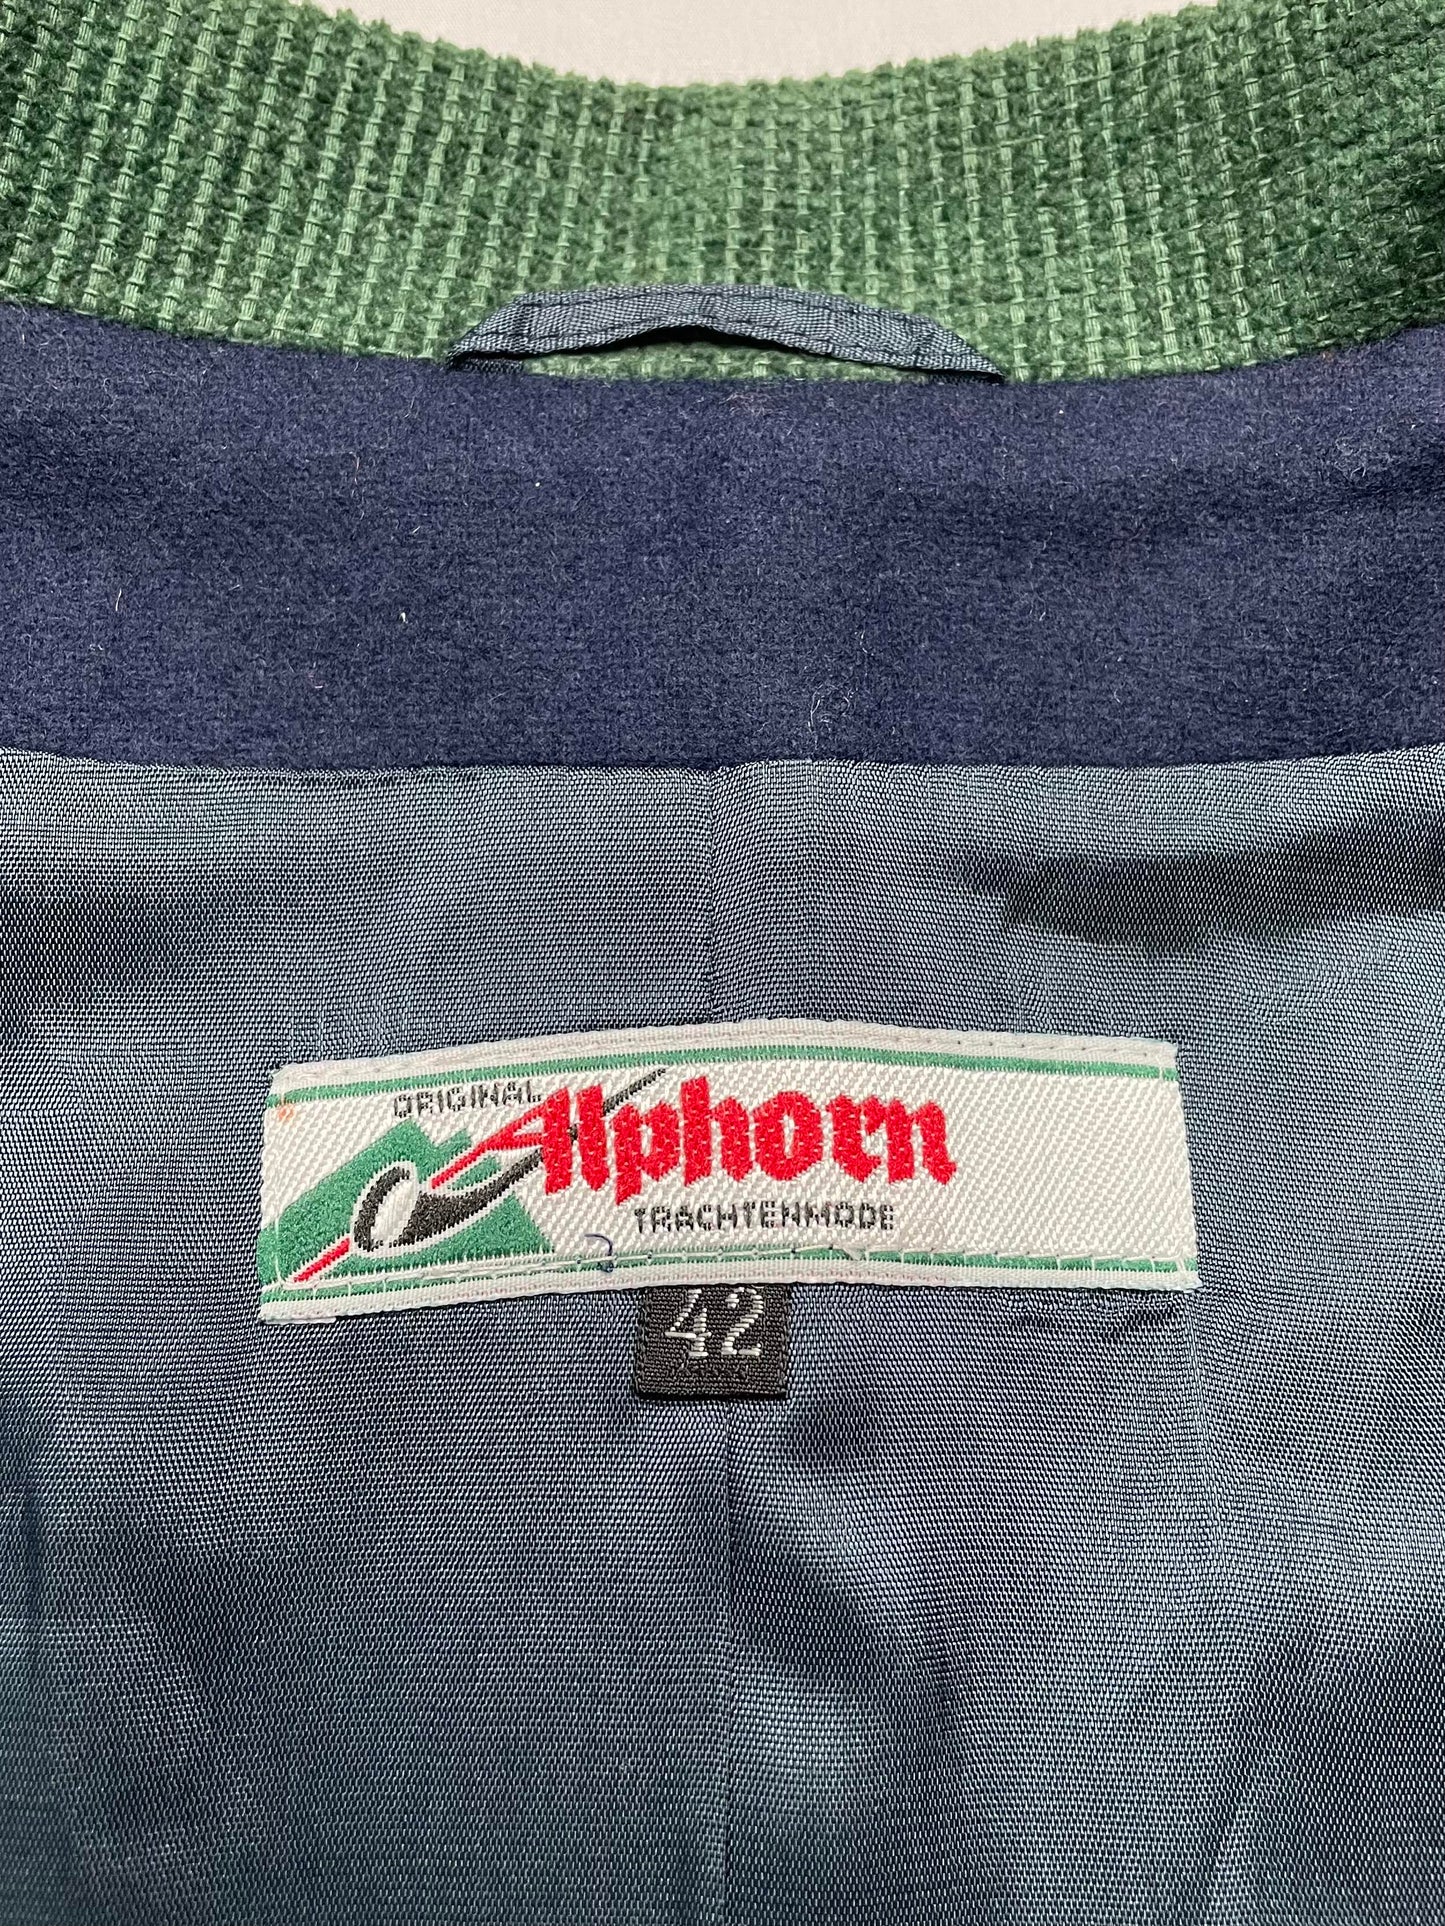 ORIGINAL
Alphorn
TRACHTENMODE
42